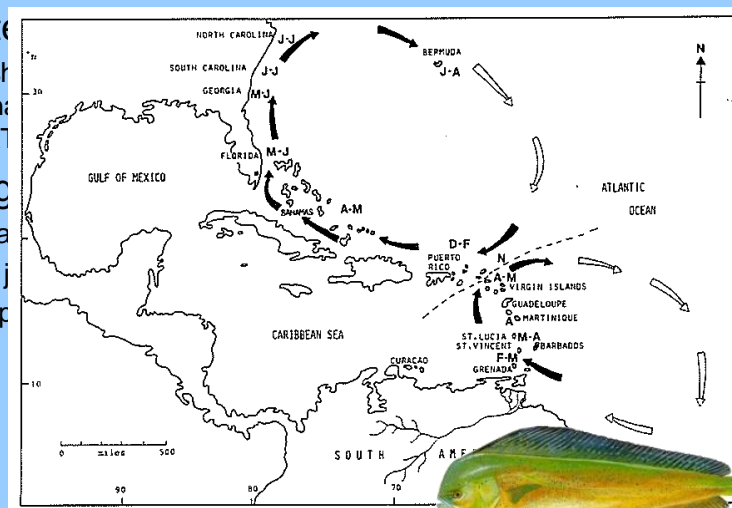 NORTH CAROLINA J-J
BERMUDA
J-A
N
SOUTH CAROLINA J-J
GEORGIA M-J
FLORIDA M-J
GULF OF MEXICO
ATLANTIC
OCEAN
BAHAMAS
A-M
D-F
N
PUERTO
RICO
A-M
VIRGIN ISLANDS
GUADELOUPE
A MARTINIQUE
CARIBBEAN SEA
ST.LUCIA M-A
ST.VINCENT BARBADOS
CURACAO
F-M
GRENADA
10
0 500
miles
SOUTH AME
90 80 70